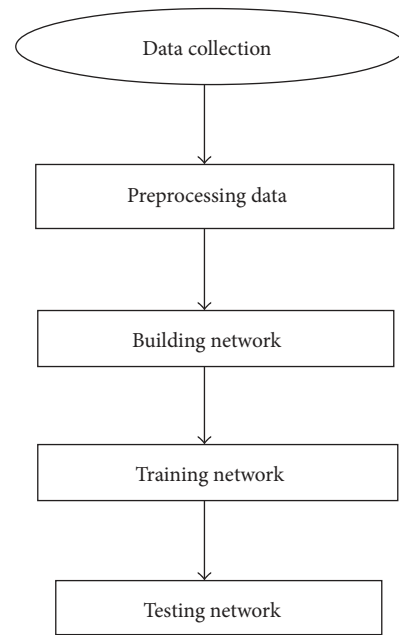 Data collection
Preprocessing data
Building network
Training network
Testing network